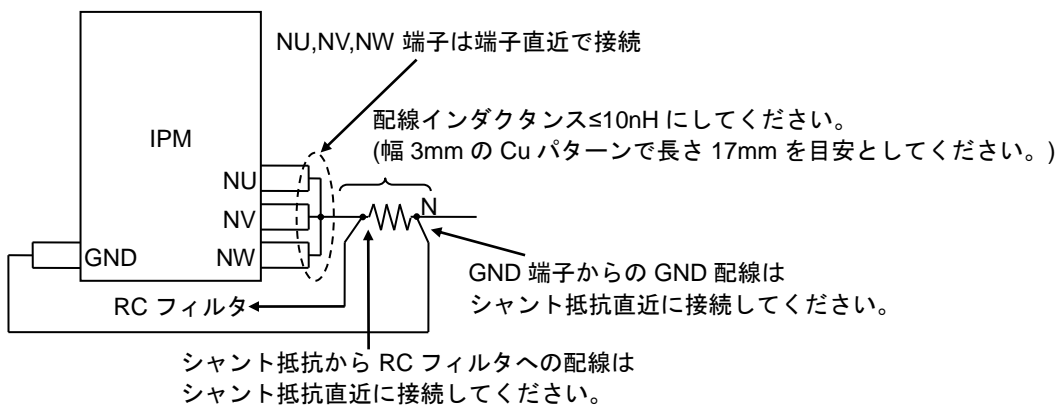 NU,NV,NW 端子は端子直近で接続
配線インダクタンス≤10nH にしてください。
(幅 3mm の Cu パターンで長さ 17mm を目安としてください。)
IPM
NU
N
NV
GND
NW
GND 端子からの GND 配線は
シャント抵抗直近に接続してください。
RC フィルタ
シャント抵抗から RC フィルタへの配線は
シャント抵抗直近に接続してください。